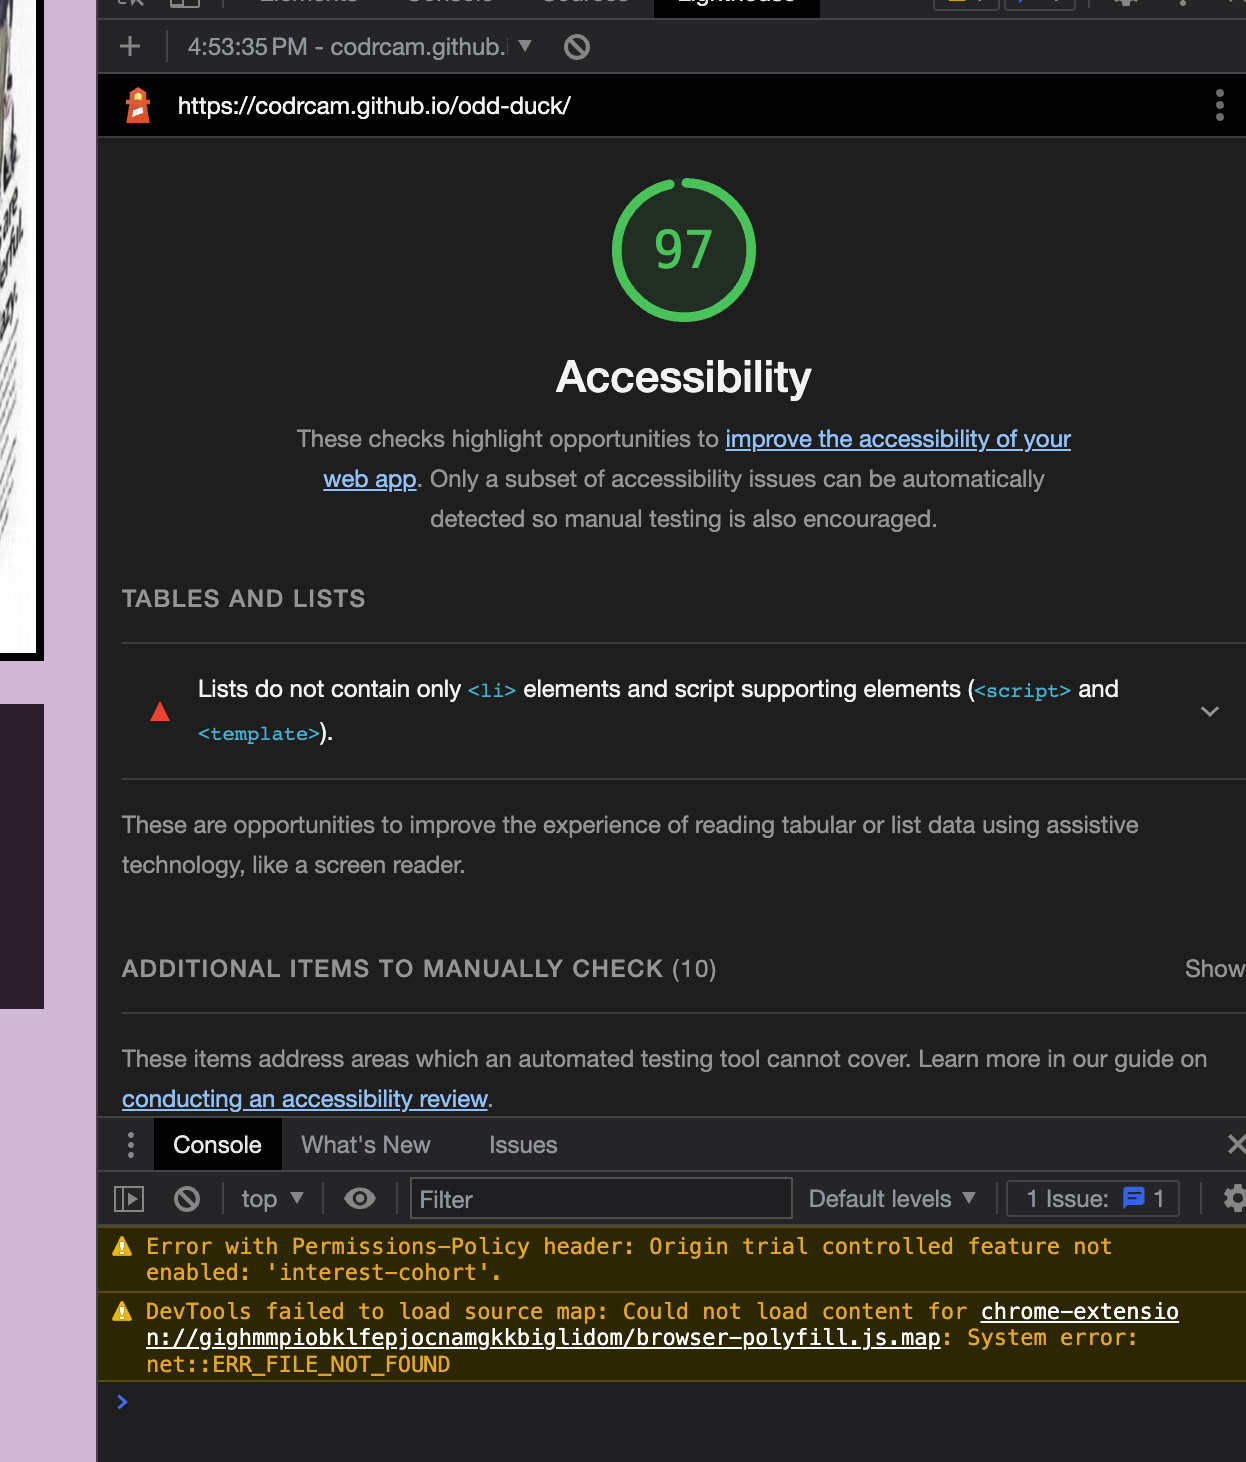 Elements Console Sources Lighthouse
4:53:35 PM - codrcam.github.
https://codrcam.github.io/odd-duck/
97
Accessibility
These checks highlight opportunities to improve the accessibility of your
web app. Only a subset of accessibility issues can be automatically
detected so manual testing is also encouraged.
TABLES AND LISTS
Lists do not contain only <li> elements and script supporting elements (<script> and
<template>).
These are opportunities to improve the experience of reading tabular or list data using assistive
technology, like a screen reader.
ADDITIONAL ITEMS TO MANUALLY CHECK (10) Show
These items address areas which an automated testing tool cannot cover. Learn more in our guide on
conducting an accessibility review.
Console What's New Issues
top Filter Default levels 1 Issue: 1
Error with Permissions-Policy header: Origin trial controlled feature not
enabled: 'interest-cohort'.
DevTools failed to load source map: Could not load content for chrome-extensio
n://gighmmpiobklfepjocnamgkkbiglidom/browser-polyfill.js.map: System error:
net::ERR_FILE_NOT_FOUND